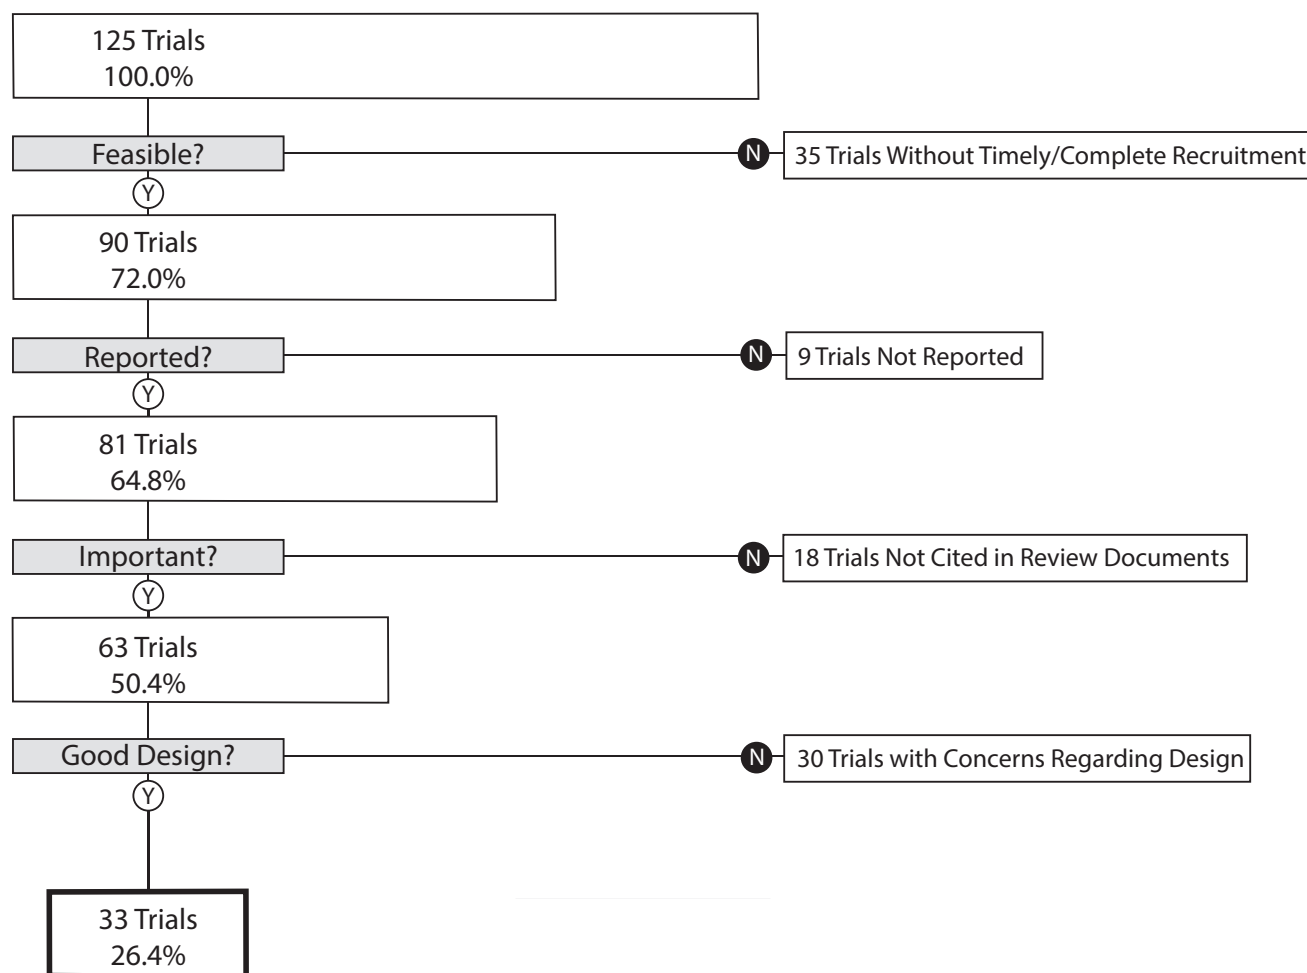 125 Trials
100.0%
Feasible?
N
35 Trials Without Timely/Complete Recruitment
Y
90 Trials
72.0%
Reported?
N
9 Trials Not Reported
Y
81 Trials
64.8%
Important?
N
18 Trials Not Cited in Review Documents
Y
63 Trials
50.4%
Good Design?
N
30 Trials with Concerns Regarding Design
Y
33 Trials
26.4%